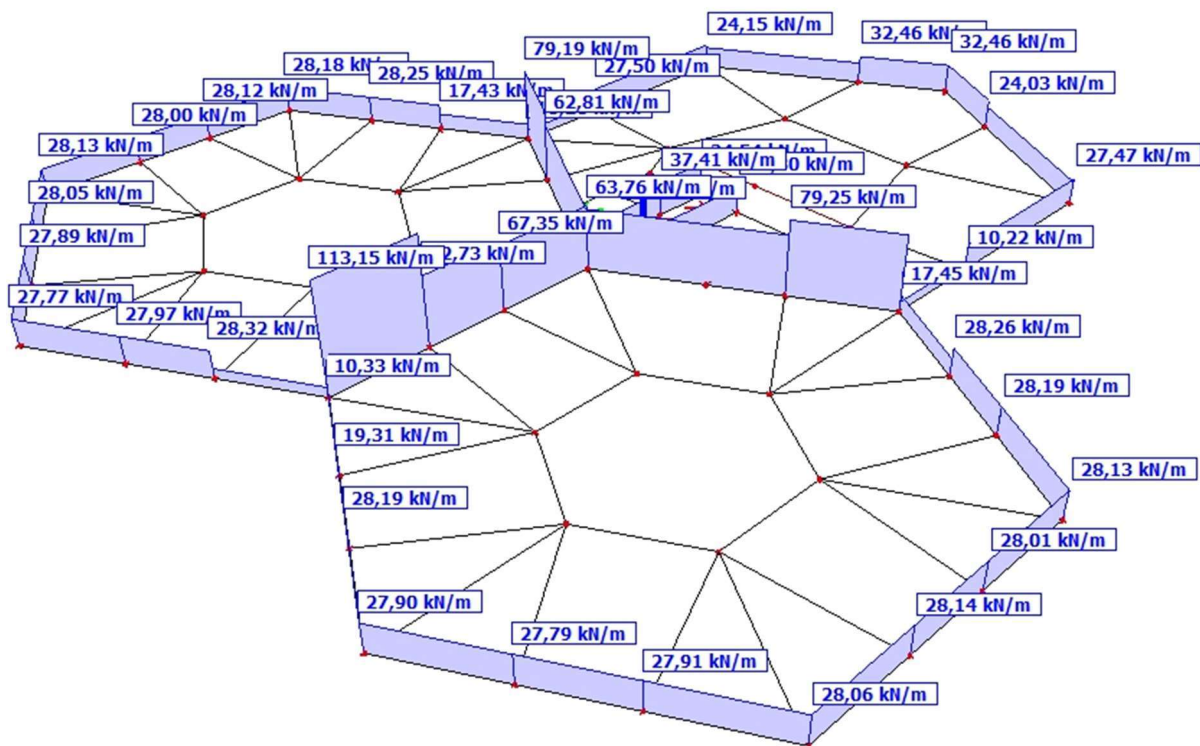 24,15 kN/m
32,46 kN/m
32,46 kN/m
79,19 kN/m
27,50 kN/m
28,18 kN/m
28,25 kN/m
24,03 kN/m
28,12 kN/m
17,43 kN/m
62,81 kN/m
28,00 kN/m
28,13 kN/m
37,41 kN/m
27,47 kN/m
28,05 kN/m
63,76 kN/m
79,25 kN/m
67,35 kN/m
27,89 kN/m
10,22 kN/m
113,15 kN/m
2,73 kN/m
17,45 kN/m
27,77 kN/m
27,97 kN/m
28,32 kN/m
28,26 kN/m
10,33 kN/m
28,19 kN/m
19,31 kN/m
28,13 kN/m
28,19 kN/m
28,01 kN/m
27,90 kN/m
28,14 kN/m
27,79 kN/m
27,91 kN/m
28,06 kN/m